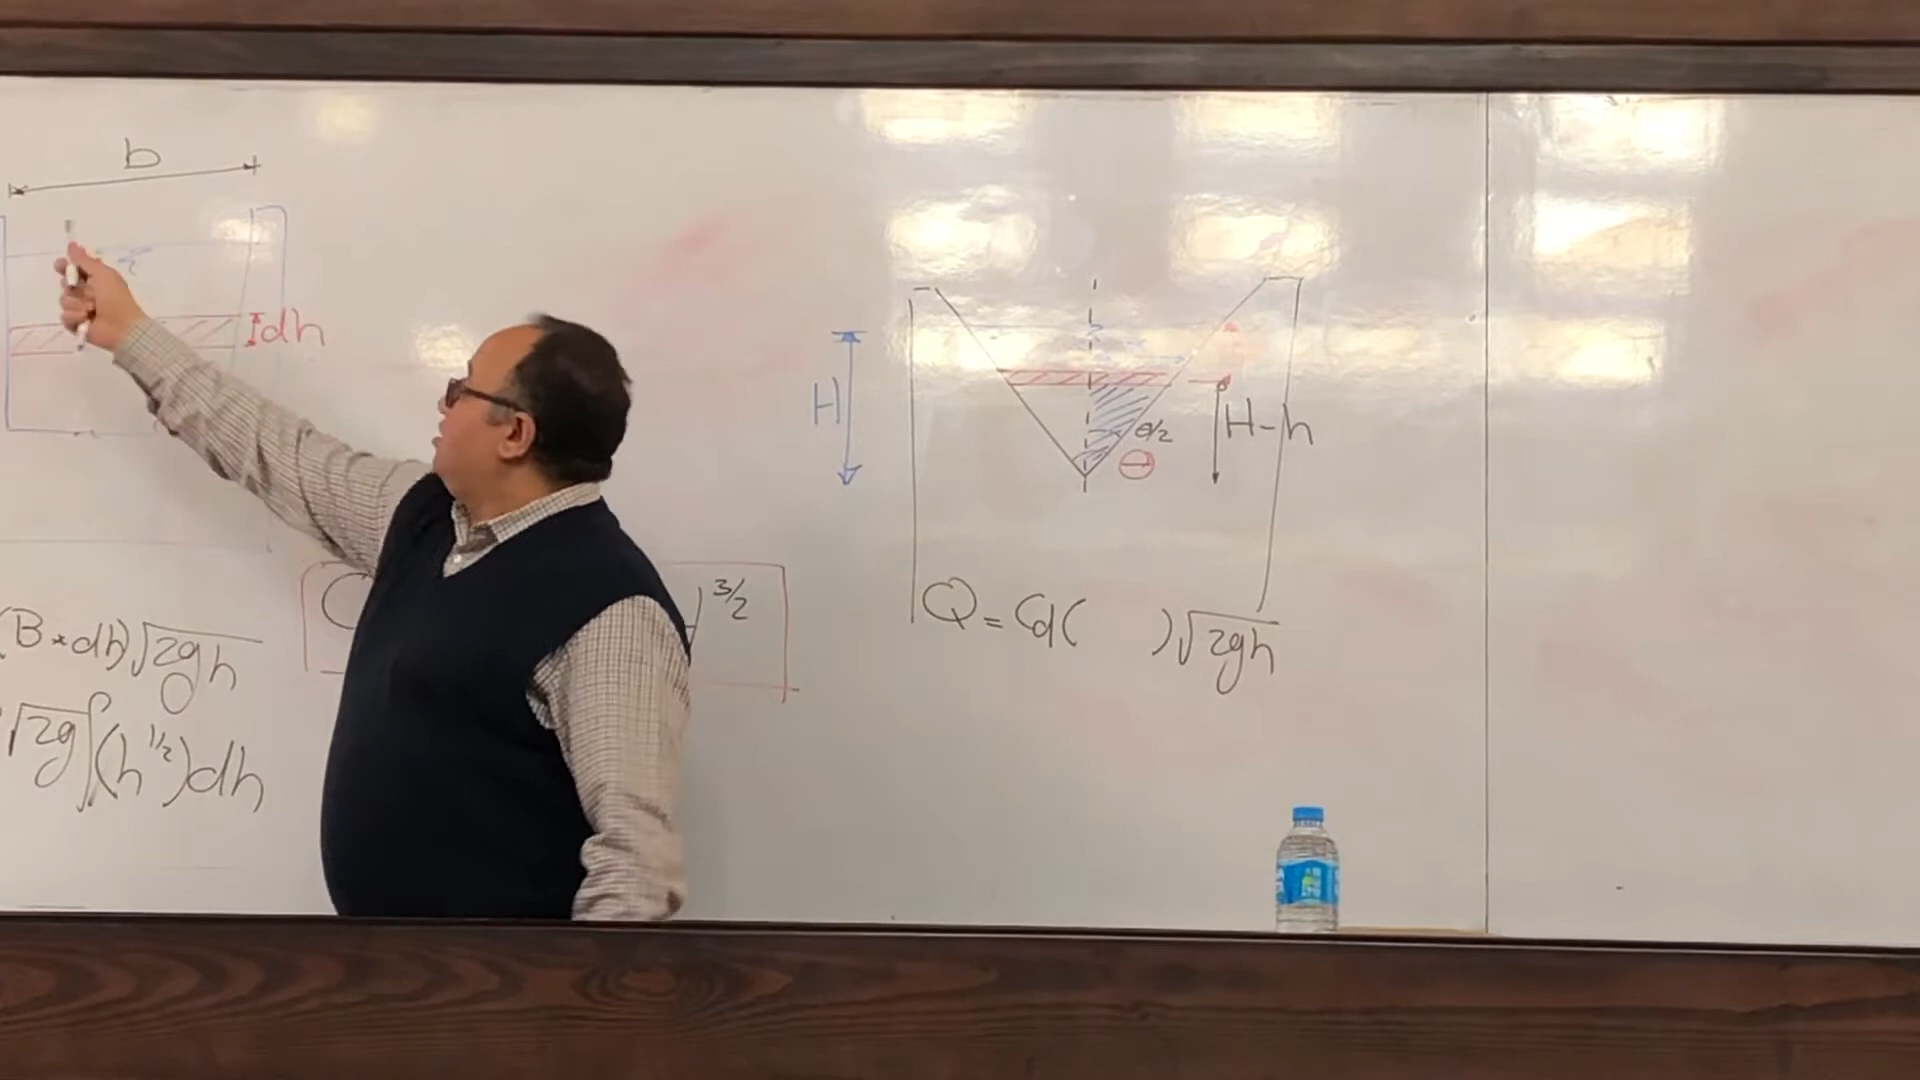 b
dh
(B*dh)√2gh
√2g∫(h^1/2)dh
3/2
H
θ/2
θ
H-h
Q=Cd( )√2gh